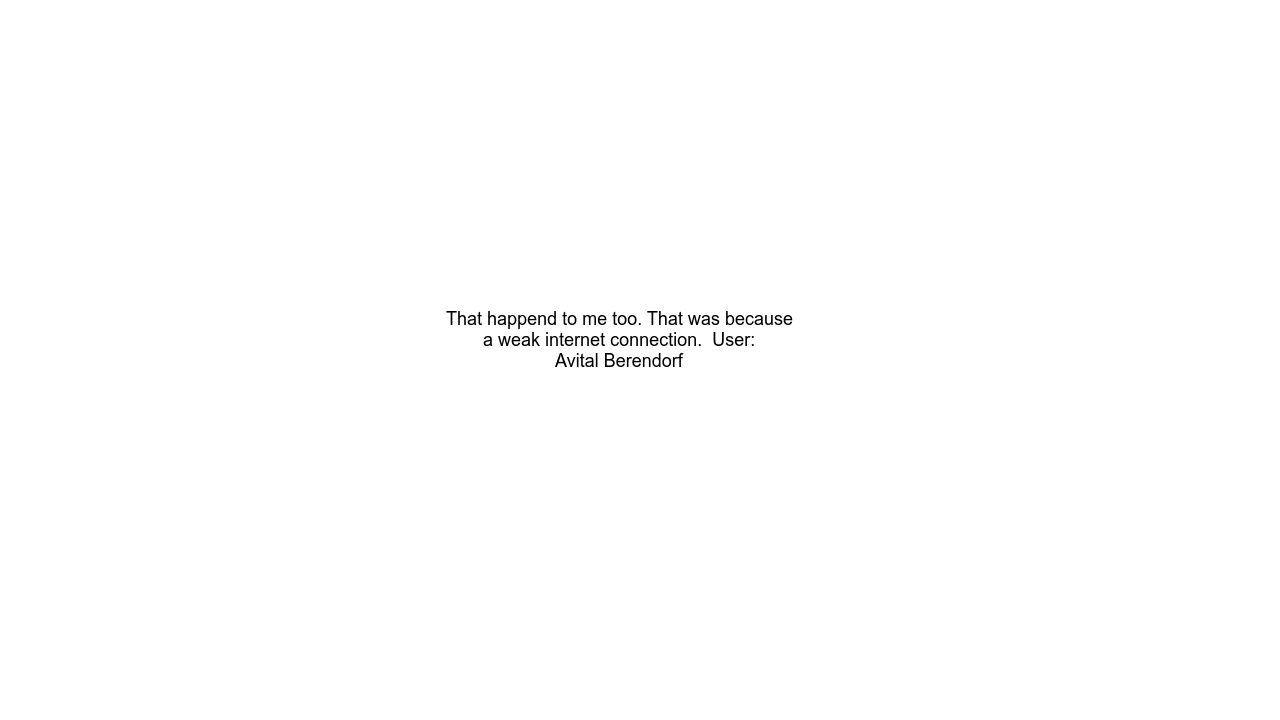 That happend to me too. That was because
a weak internet connection.  User:
Avital Berendorf